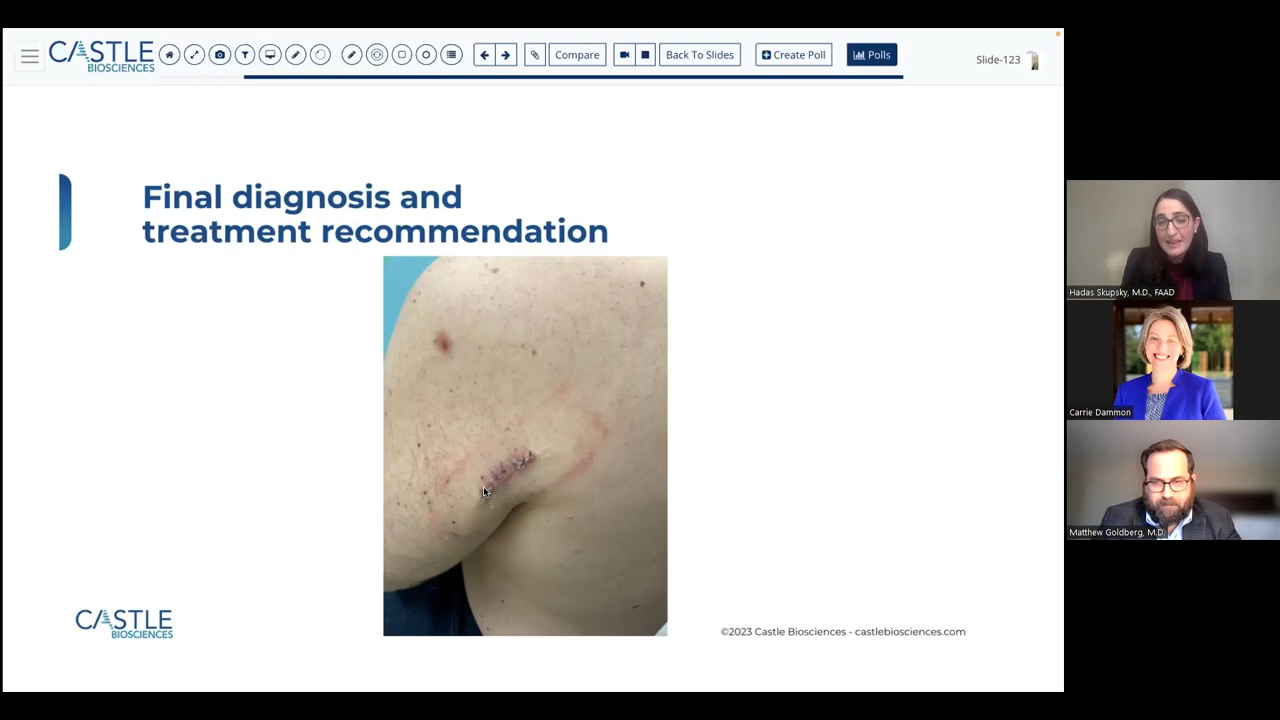 CASTLE
BIOSCIENCES
Compare
Back To Slides
Create Poll
Polls
Slide-123
Final diagnosis and
treatment recommendation
CASTLE
BIOSCIENCES
©2023 Castle Biosciences - castlebiosciences.com
Hadas Skupsky, M.D., FAAD
Carrie Dammon
Matthew Goldberg, M.D.